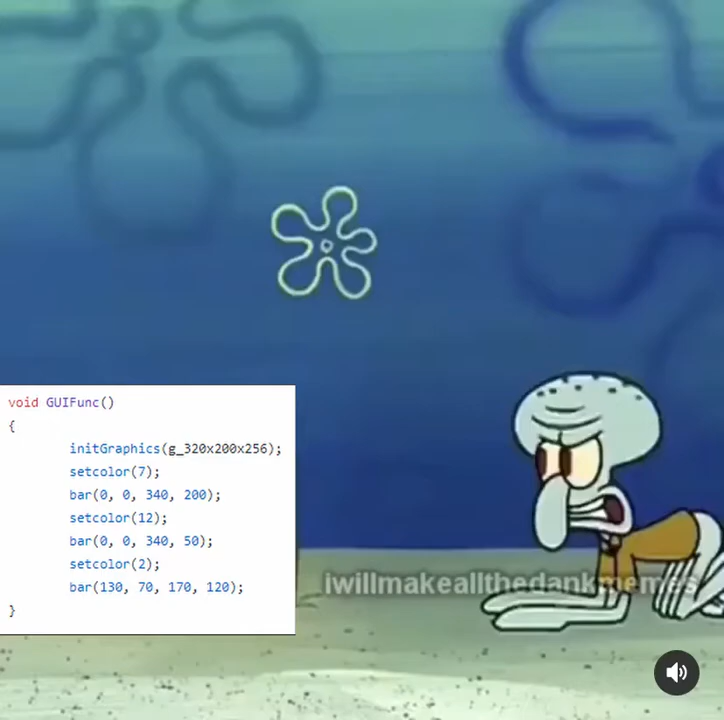 void GUIFunc()
{
initGraphics(g_320x200x256);
setcolor(7);
bar(0, 0, 340, 200);
setcolor(12);
bar(0, 0, 340, 50);
setcolor(2);
bar(130, 70, 170, 120);
}
iwillmakeallthedankmemes